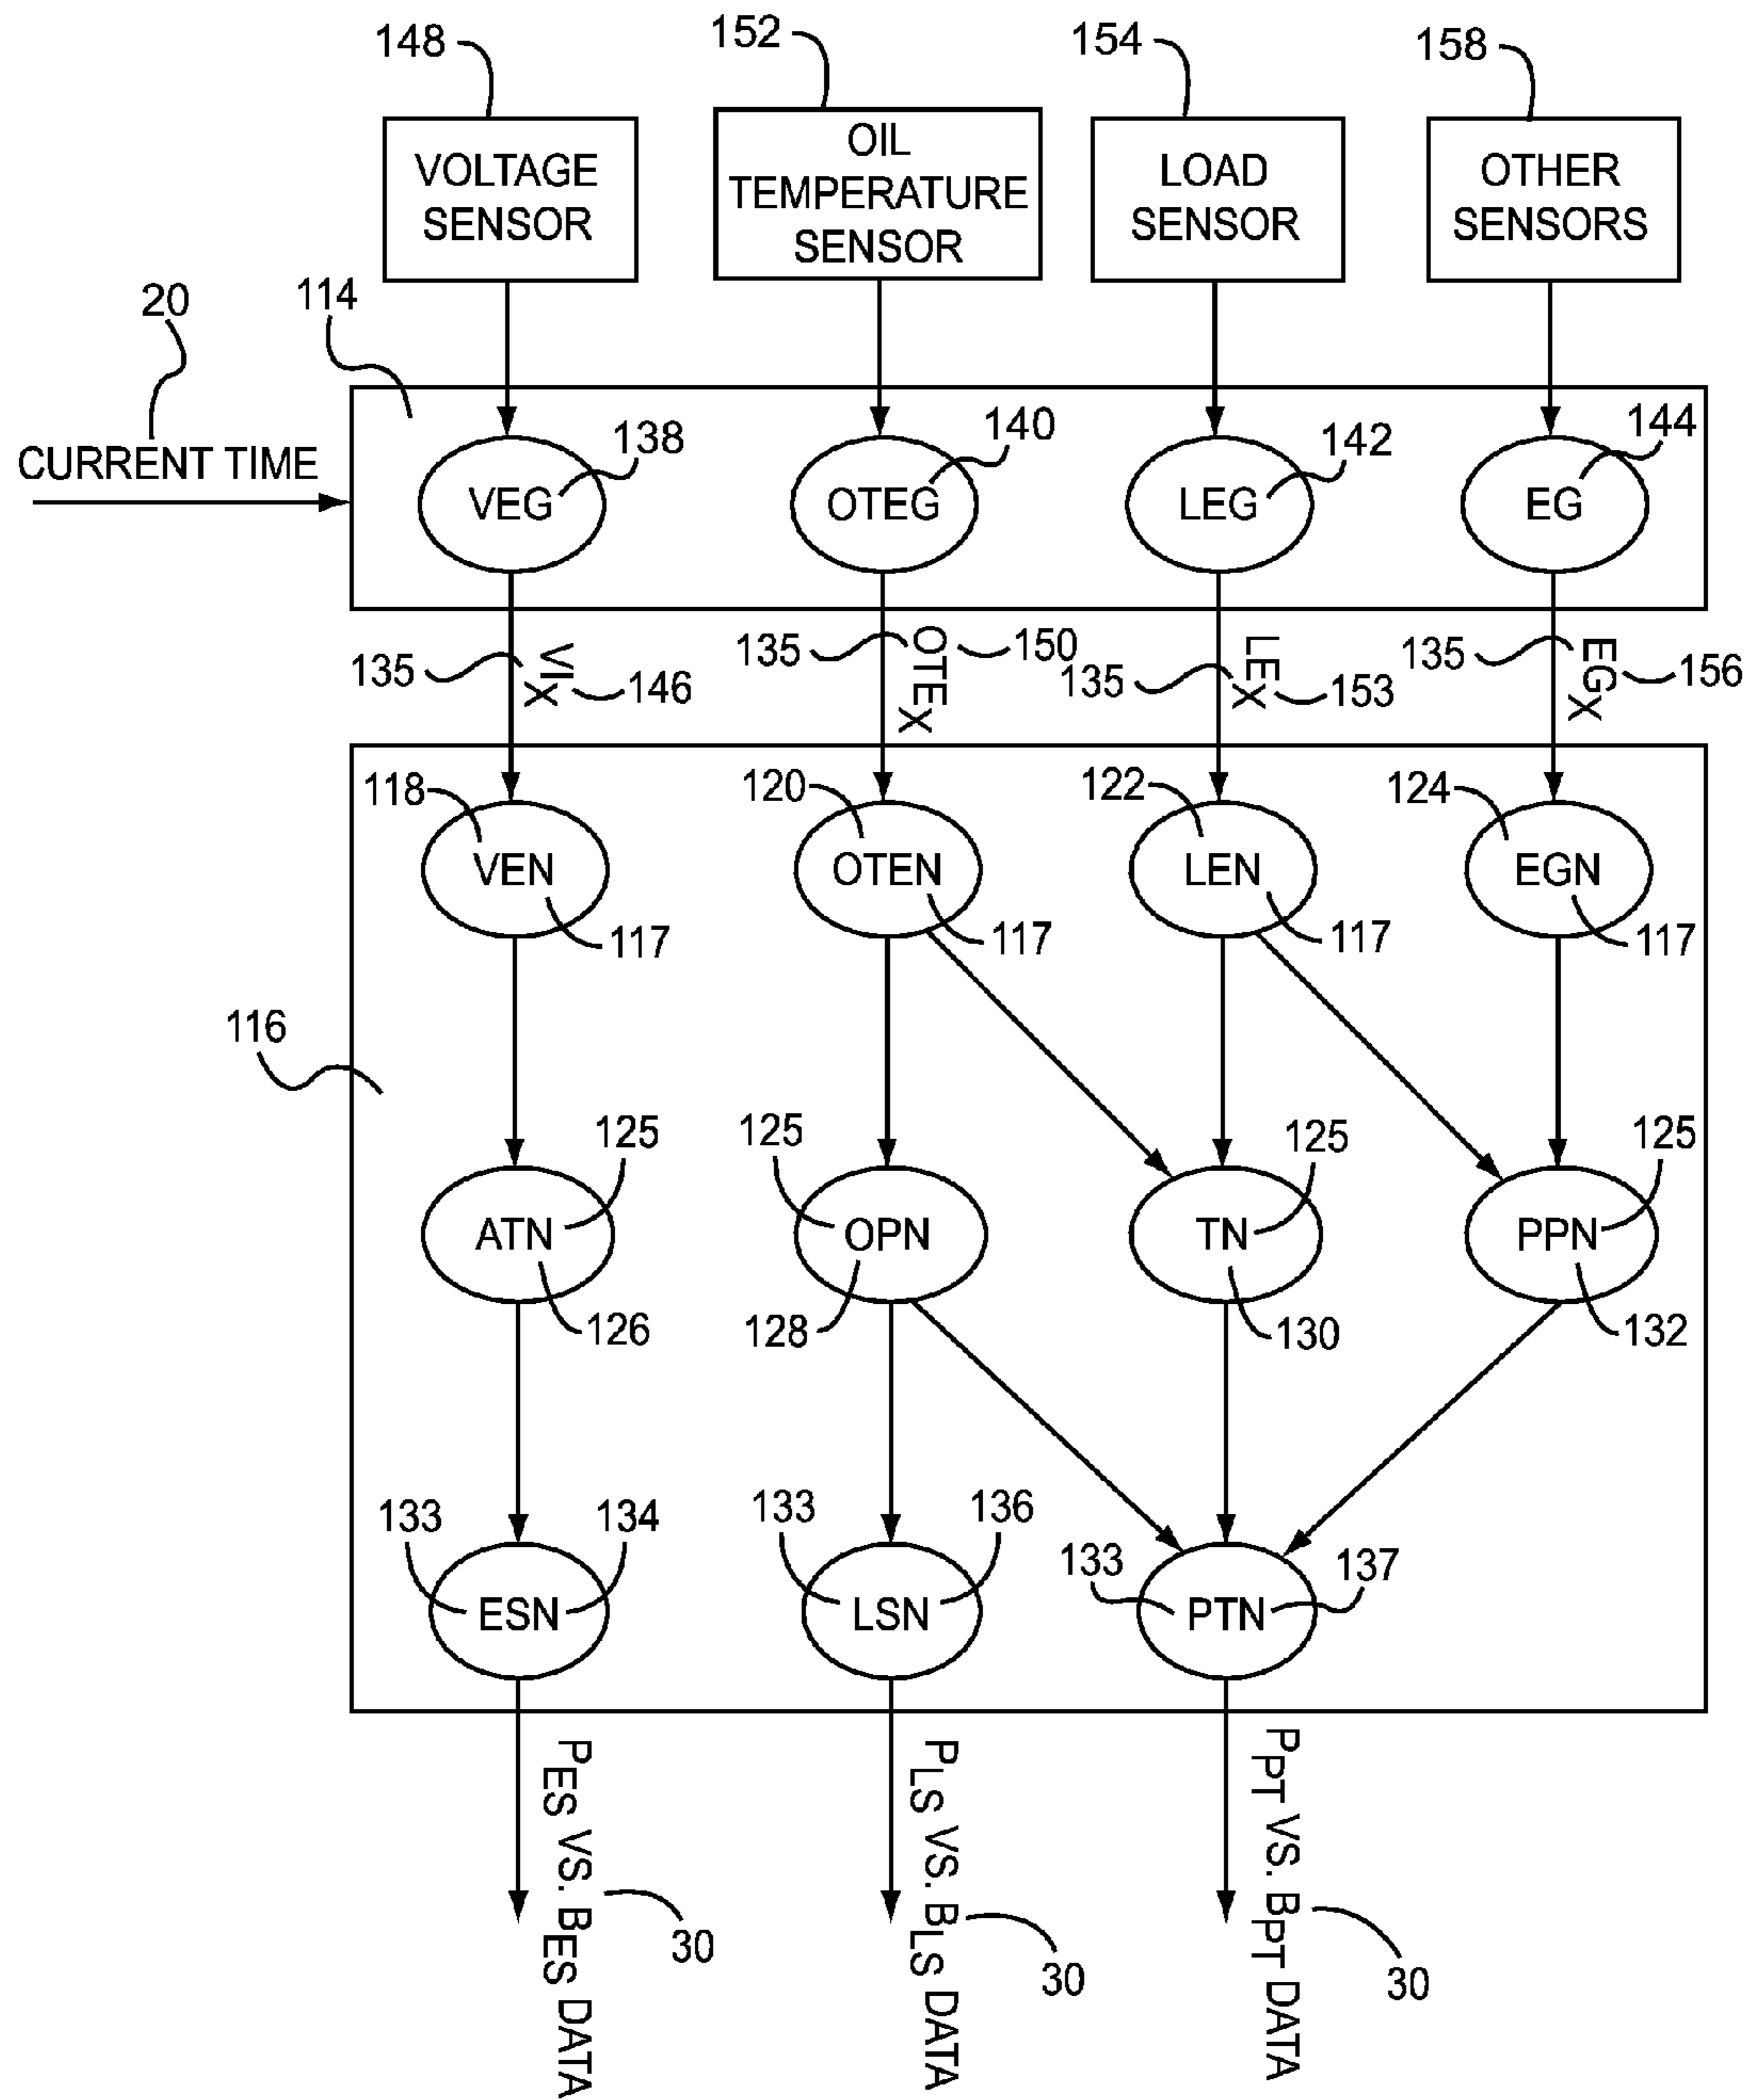 148
152
154
158
VOLTAGE
SENSOR
OIL
TEMPERATURE
SENSOR
LOAD
SENSOR
OTHER
SENSORS
20
114
CURRENT TIME
VEG
138
OTEG
140
LEG
142
EG
144
135
VIX
146
135
OTEX
150
135
LEX
153
135
EGX
156
118
VEN
117
120
OTEN
117
122
LEN
117
124
EGN
117
116
125
ATN
126
125
OPN
128
125
TN
130
125
PPN
132
133
134
ESN
133
136
LSN
133
137
PTN
PES VS. BES DATA
30
PLS VS. BLS DATA
30
PPT VS. BPT DATA
30